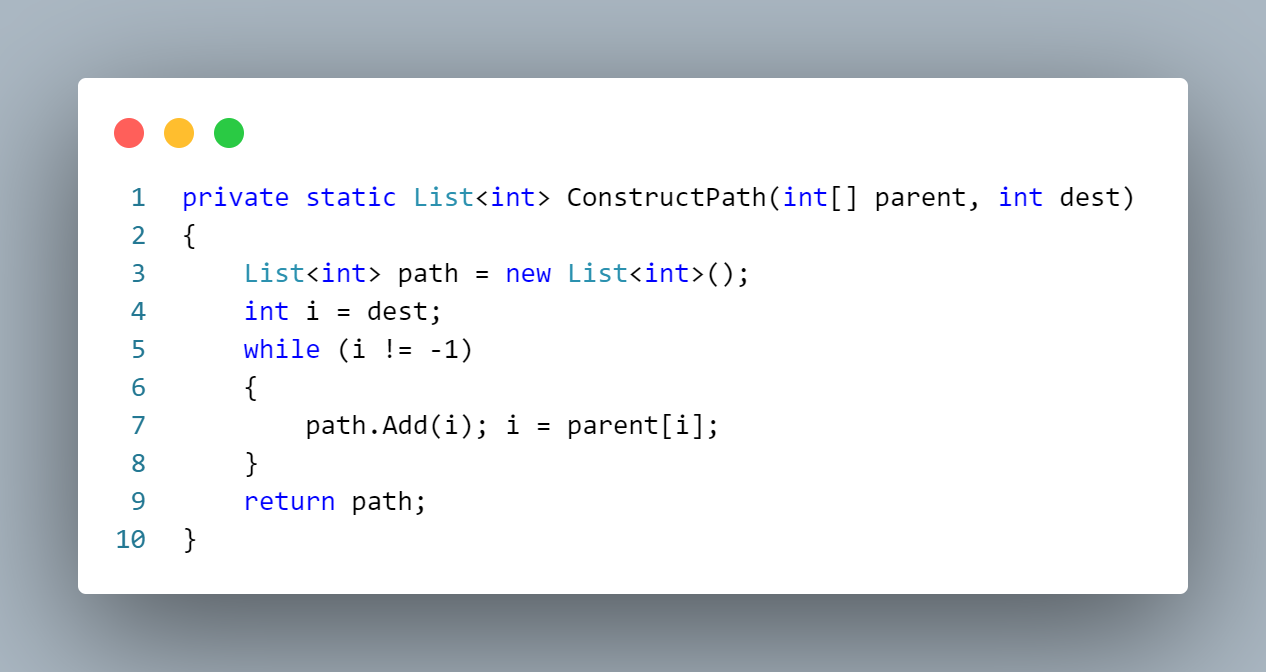 1 private static List<int> ConstructPath(int[] parent, int dest)
2 {
3     List<int> path = new List<int>();
4     int i = dest;
5     while (i != -1)
6     {
7         path.Add(i); i = parent[i];
8     }
9     return path;
10 }